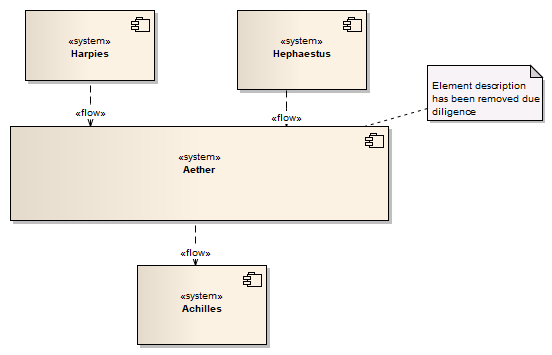 «system»
Harpies
«system»
Hephaestus
Element description
has been removed due
diligence
«flow»
«flow»
«system»
Aether
«flow»
«system»
Achilles